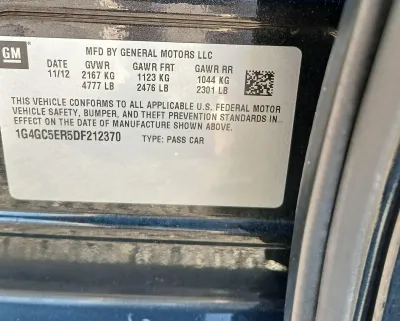 GM
MFD BY GENERAL MOTORS LLC
DATE GVWR GAWR FRT GAWR RR
11/12 2167 KG 1123 KG 1044 KG
4777 LB 2476 LB 2301 LB
THIS VEHICLE CONFORMS TO ALL APPLICABLE U.S. FEDERAL MOTOR
VEHICLE SAFETY, BUMPER, AND THEFT PREVENTION STANDARDS IN
EFFECT ON THE DATE OF MANUFACTURE SHOWN ABOVE.
1G4GC5ER5DF212370 TYPE: PASS CAR